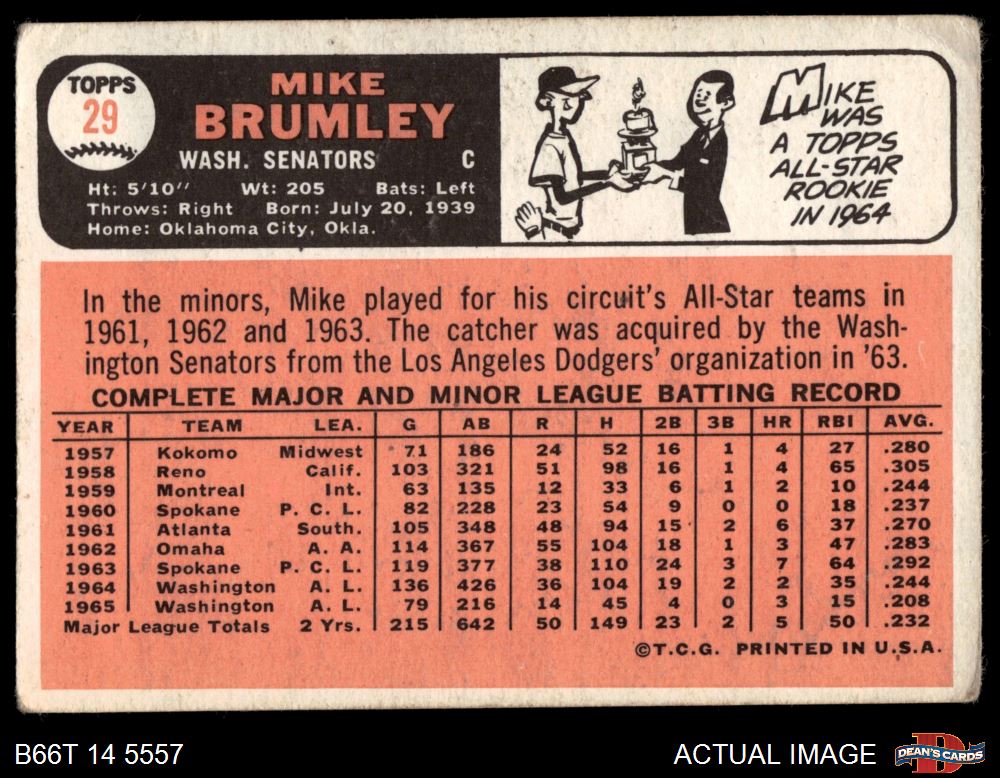 TOPPS
29
MIKE
BRUMLEY
WASH. SENATORS C
Ht: 5'10" Wt: 205 Bats: Left
Throws: Right Born: July 20, 1939
Home: Oklahoma City, Okla.
MIKE
WAS
A TOPPS
ALL-STAR
ROOKIE
IN 1964
In the minors, Mike played for his circuit's All-Star teams in
1961, 1962 and 1963. The catcher was acquired by the Wash-
ington Senators from the Los Angeles Dodgers' organization in '63.
COMPLETE MAJOR AND MINOR LEAGUE BATTING RECORD
YEAR TEAM LEA. G AB R H 2B 3B HR RBI AVG.
1957 Kokomo Midwest 71 186 24 52 16 1 4 27 .280
1958 Reno Calif. 103 321 51 98 16 1 4 65 .305
1959 Montreal Int. 63 135 12 33 6 1 2 10 .244
1960 Spokane P. C. L. 82 228 23 54 9 0 0 18 .237
1961 Atlanta South. 105 348 48 94 15 2 6 37 .270
1962 Omaha A. A. 114 367 55 104 18 1 3 47 .283
1963 Spokane P. C. L. 119 377 38 110 24 3 7 64 .292
1964 Washington A. L. 136 426 36 104 19 2 2 35 .244
1965 Washington A. L. 79 216 14 45 4 0 3 15 .208
Major League Totals 2 Yrs. 215 642 50 149 23 2 5 50 .232
©T.C.G. PRINTED IN U.S.A.
B66T 14 5557 ACTUAL IMAGE DEAN'S CARDS